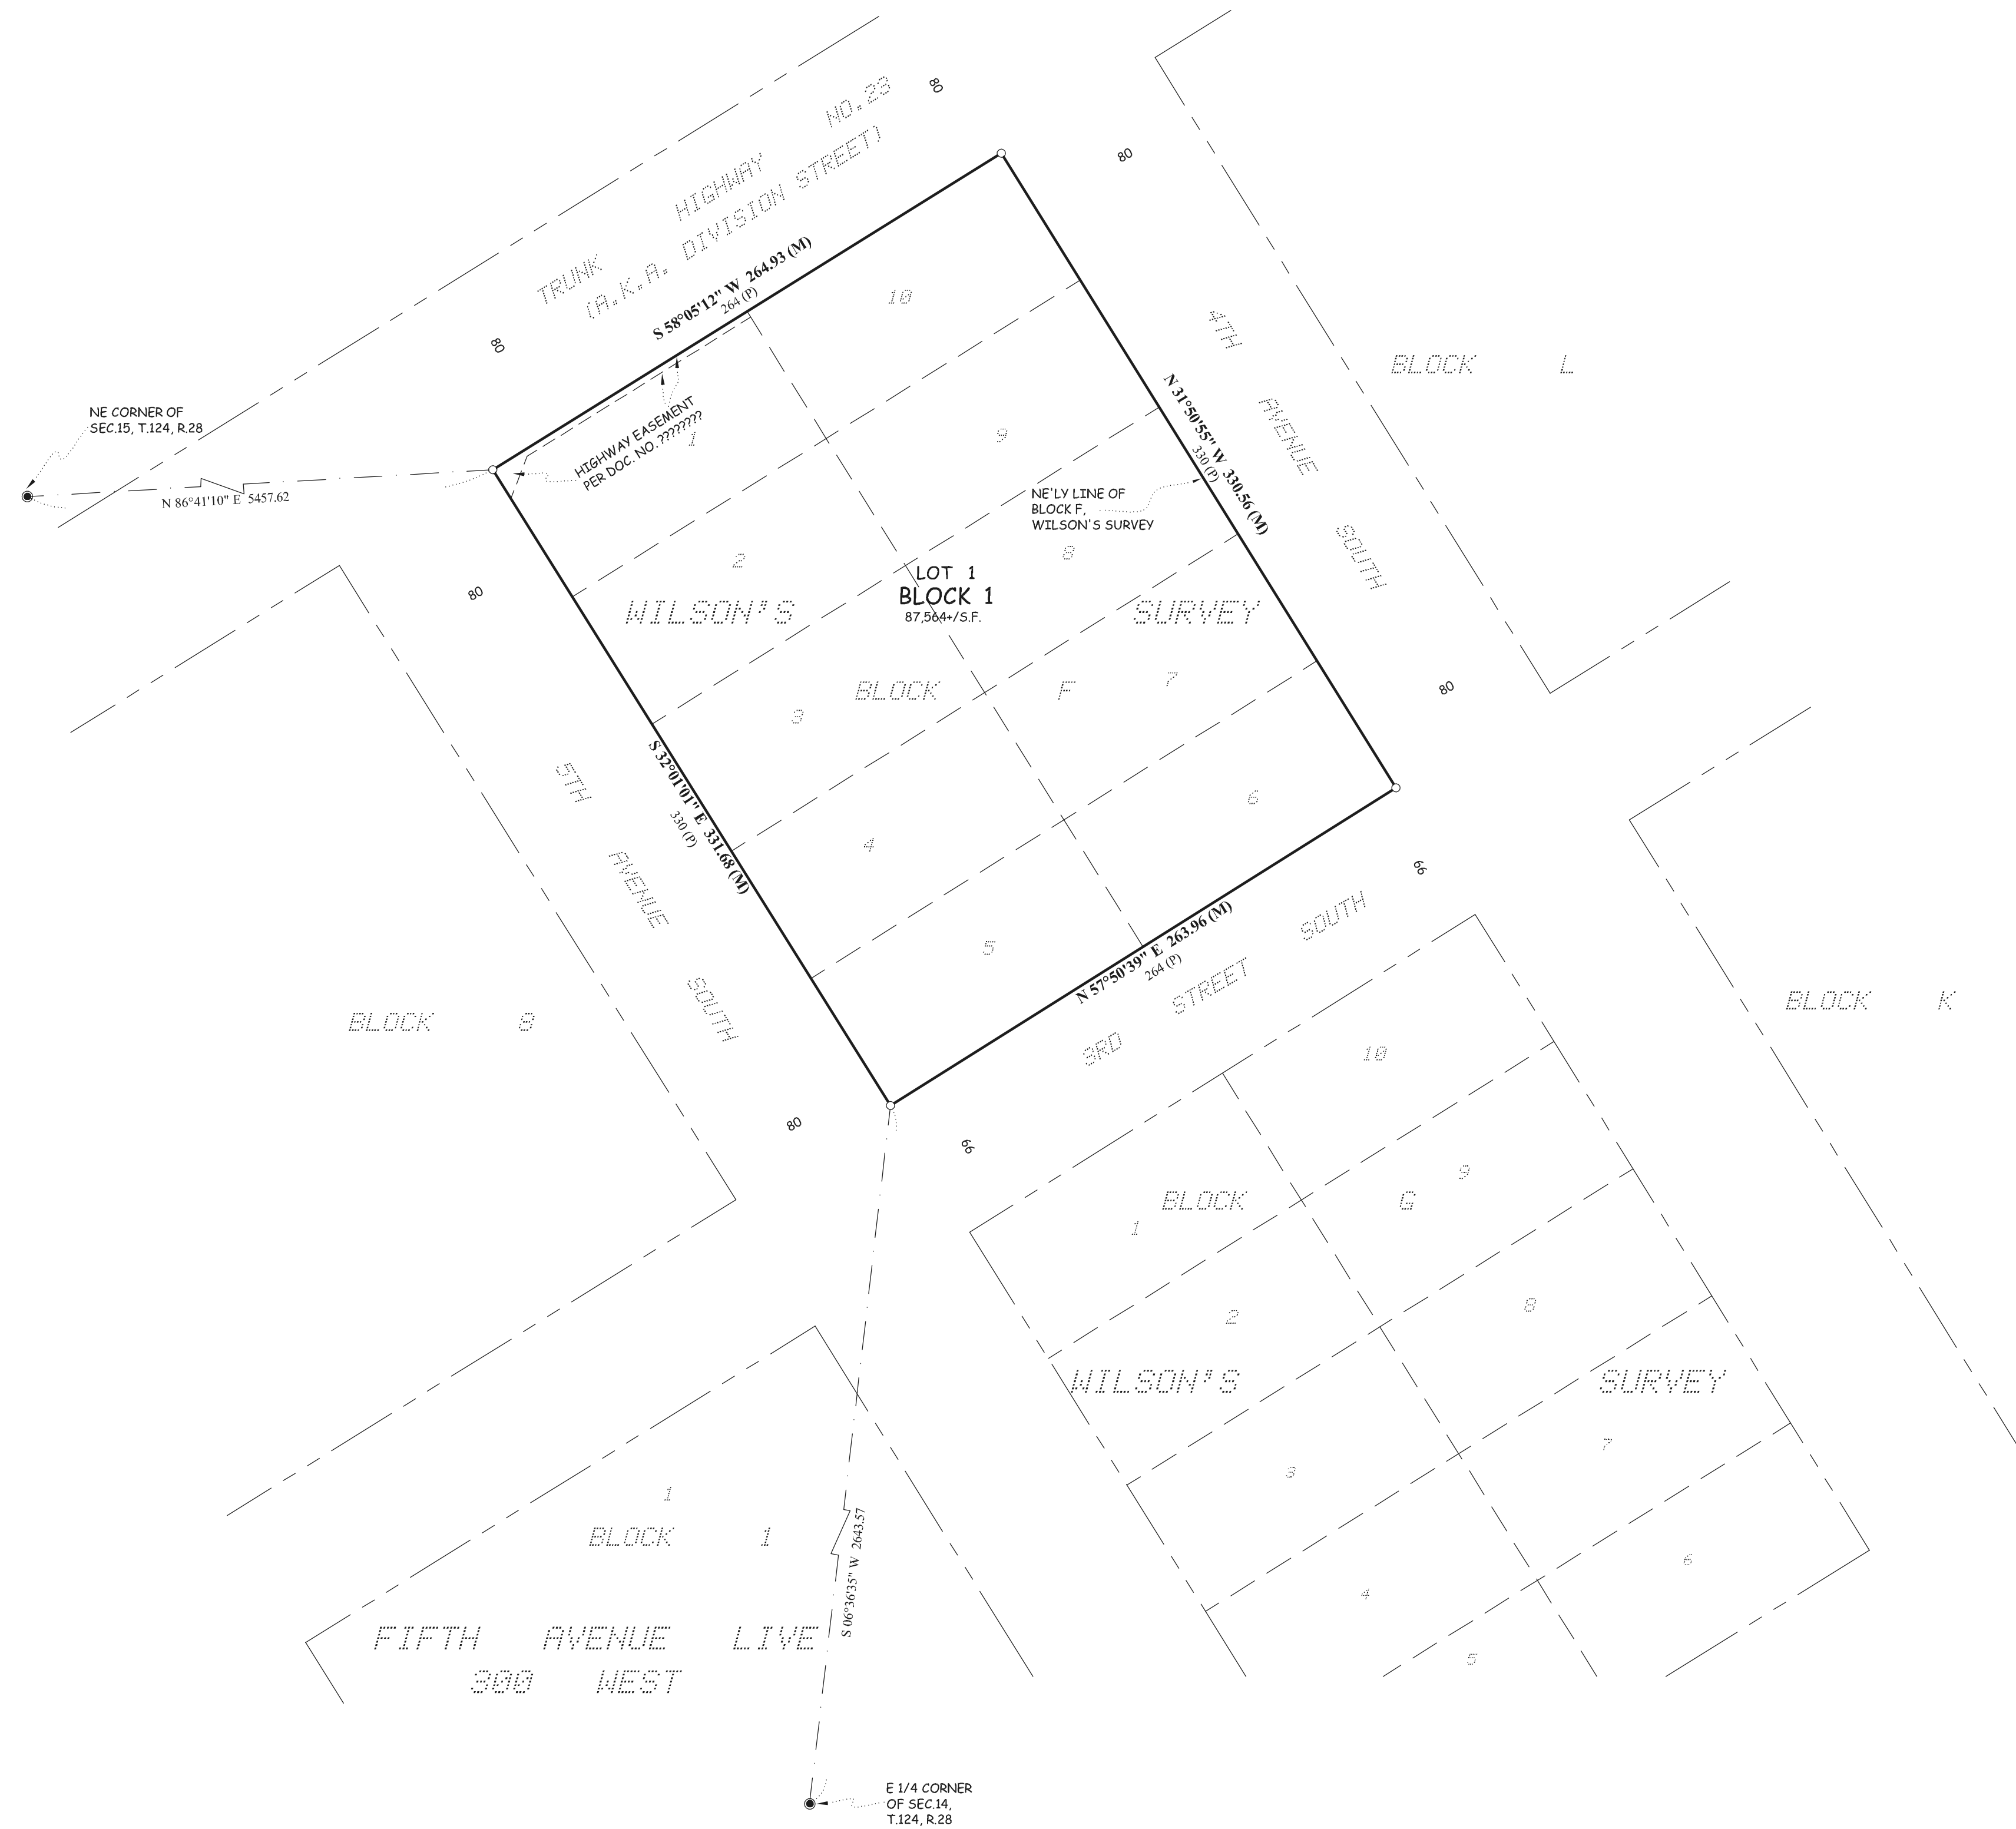 80
TRUNK HIGHWAY NO.23
(A.K.A. DIVISION STREET)
80
S 58°05'12" W 264.93 (M)
264 (P)
10
80
4TH AVENUE SOUTH
BLOCK L
NE CORNER OF
SEC.15, T.124, R.28
N 86°41'10" E 5457.62
HIGHWAY EASEMENT
PER DOC. NO. ????????
1
9
N 31°50'55" W 330.56 (M)
330 (P)
NE'LY LINE OF
BLOCK F,
WILSON'S SURVEY
2
8
LOT 1
BLOCK 1
87,564+/S.F.
80
WILSON'S SURVEY
BLOCK F
7
3
80
S 32°01'01" E 331.68 (M)
330 (P)
5TH AVENUE SOUTH
6
4
5
66
N 57°50'39" E 263.96 (M)
264 (P)
3RD STREET SOUTH
BLOCK 8
BLOCK K
80
66
10
BLOCK G
1
9
2
8
WILSON'S SURVEY
3
7
4
6
5
1
BLOCK 1
S 06°36'35" W 2643.57
FIFTH AVENUE LIVE
300 WEST
E 1/4 CORNER
OF SEC.14,
T.124, R.28